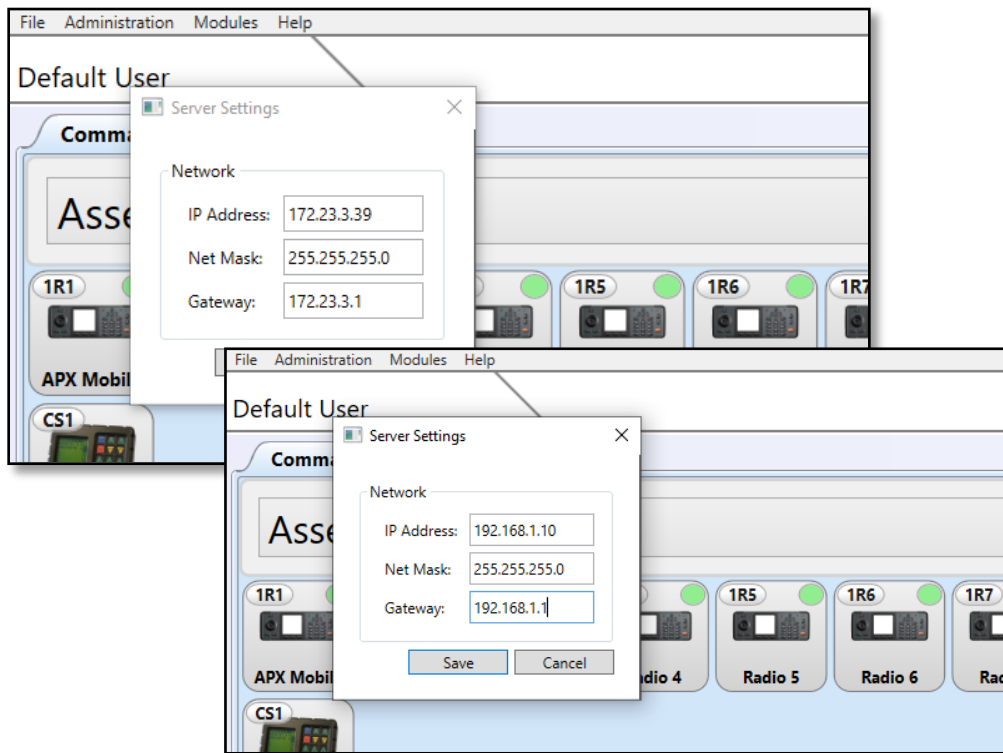 File Administration Modules Help
Default User
Server Settings
Comma
Network
Asse
IP Address: 172.23.3.39
Net Mask: 255.255.255.0
Gateway: 172.23.3.1
1R1 1R5 1R6 1R7
APX Mobil
CS1
File Administration Modules Help
Default User
Server Settings
Comma
Network
Asse
IP Address: 192.168.1.10
Net Mask: 255.255.255.0
Gateway: 192.168.1.1
1R1 1R5 1R6 1R7
Save Cancel
APX Mobil dio 4 Radio 5 Radio 6 Rad
CS1